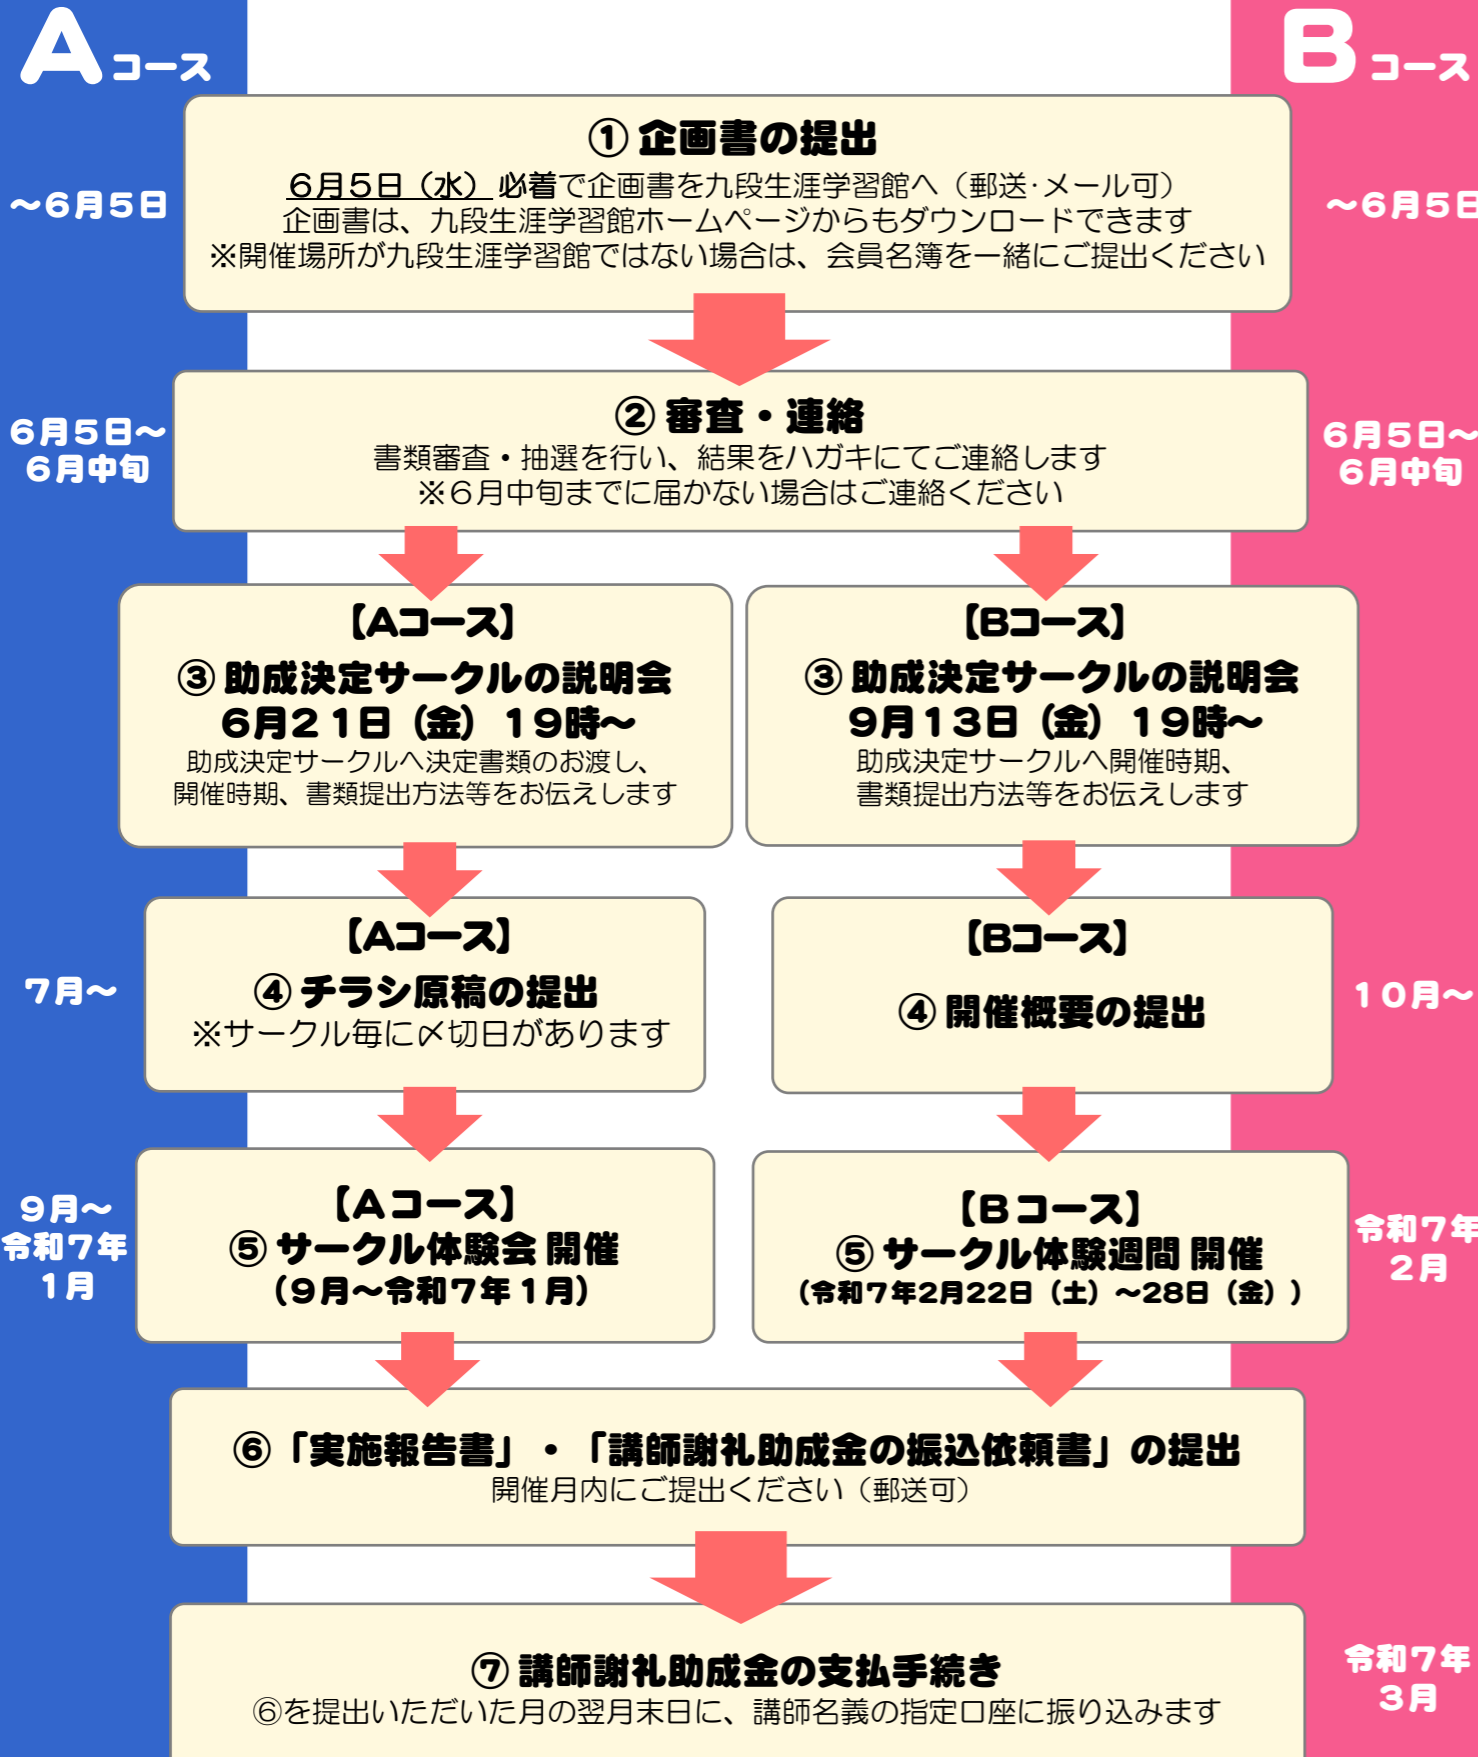 Aコース
Bコース
① 企画書の提出
～６月５日
６月５日（水）必着で企画書を九段生涯学習館へ（郵送･メール可）
企画書は、九段生涯学習館ホームページからもダウンロードできます
※開催場所が九段生涯学習館ではない場合は、会員名簿を一緒にご提出ください
～６月５日
６月５日～
６月中旬
② 審査・連絡
書類審査・抽選を行い、結果をハガキにてご連絡します
※６月中旬までに届かない場合はご連絡ください
６月５日～
６月中旬
【Aコース】
③ 助成決定サークルの説明会
６月２１日（金）１９時～
助成決定サークルへ決定書類のお渡し、
開催時期、書類提出方法等をお伝えします
【Bコース】
③ 助成決定サークルの説明会
９月１３日（金）１９時～
助成決定サークルへ開催時期、
書類提出方法等をお伝えします
７月～
【Aコース】
④ チラシ原稿の提出
※サークル毎に〆切日があります
【Bコース】
④ 開催概要の提出
１０月～
９月～
令和７年
１月
【Aコース】
⑤ サークル体験会 開催
（９月～令和７年１月）
【Bコース】
⑤ サークル体験週間 開催
（令和７年2月22日（土）～28日（金））
令和７年
２月
⑥「実施報告書」・「講師謝礼助成金の振込依頼書」の提出
開催月内にご提出ください（郵送可）
⑦ 講師謝礼助成金の支払手続き
⑥を提出いただいた月の翌月末日に、講師名義の指定口座に振り込みます
令和７年
３月